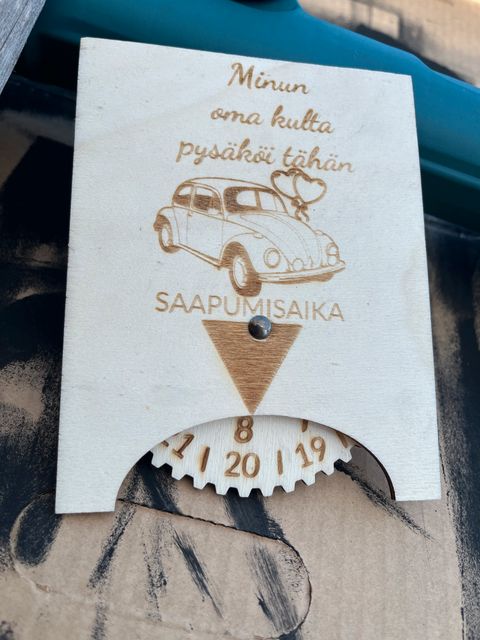 Minun
oma kulta
pysäköi tähän
SAAPUMISAIKA
8
20 19